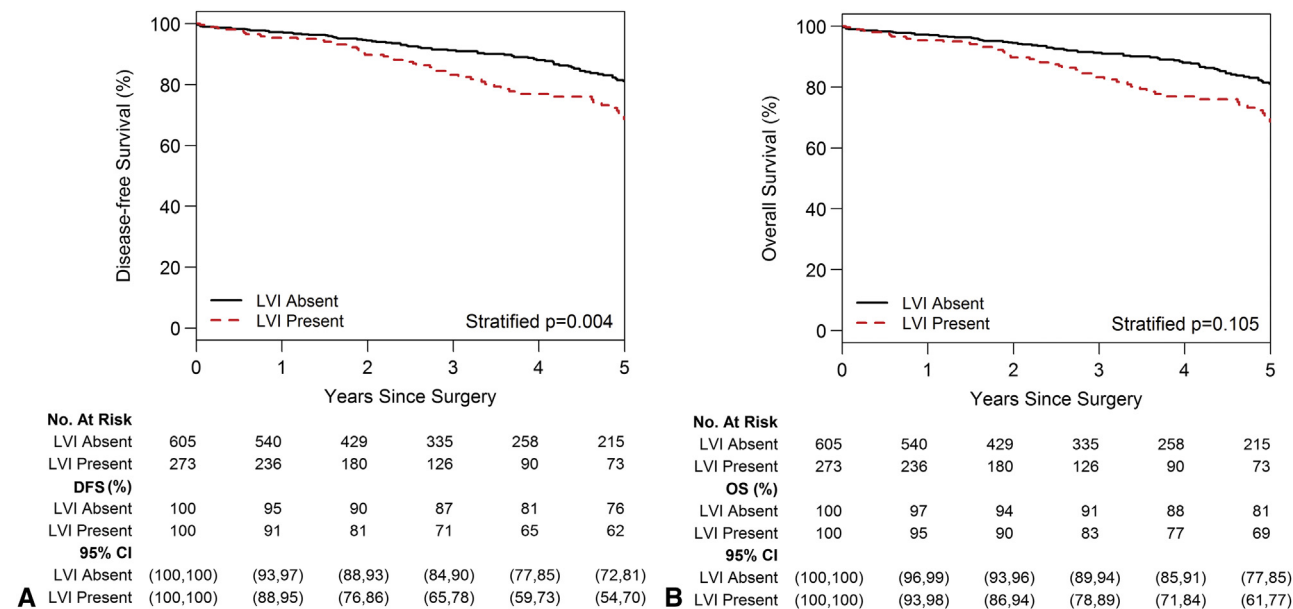 100
80
60
40
20
0
Disease-free Survival (%)
LVI Absent
LVI Present
Stratified p=0.004
0 1 2 3 4 5
Years Since Surgery
No. At Risk
LVI Absent 605 540 429 335 258 215
LVI Present 273 236 180 126 90 73
DFS (%)
LVI Absent 100 95 90 87 81 76
LVI Present 100 91 81 71 65 62
95% CI
LVI Absent (100,100) (93,97) (88,93) (84,90) (77,85) (72,81)
A LVI Present (100,100) (88,95) (76,86) (65,78) (59,73) (54,70)
100
80
60
40
20
0
Overall Survival (%)
LVI Absent
LVI Present
Stratified p=0.105
0 1 2 3 4 5
Years Since Surgery
No. At Risk
LVI Absent 605 540 429 335 258 215
LVI Present 273 236 180 126 90 73
OS (%)
LVI Absent 100 97 94 91 88 81
LVI Present 100 95 90 83 77 69
95% CI
LVI Absent (100,100) (96,99) (93,96) (89,94) (85,91) (77,85)
B LVI Present (100,100) (93,98) (86,94) (78,89) (71,84) (61,77)